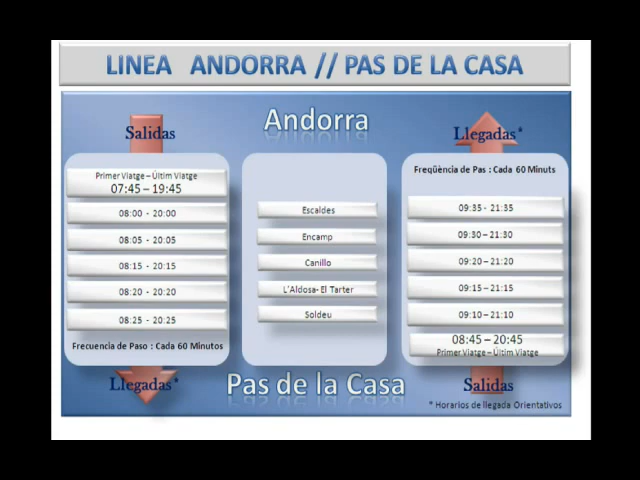 LINEA ANDORRA // PAS DE LA CASA
Andorra
Salidas
Llegadas*
Primer Viatge – Últim Viatge
07:45 – 19:45
08:00 - 20:00
08:05 - 20:05
08:15 - 20:15
08:20 - 20:20
08:25 - 20:25
Frecuencia de Paso : Cada 60 Minutos
Escaldes
Encamp
Canillo
L'Aldosa- El Tarter
Soldeu
Freqüència de Pas : Cada 60 Minuts
09:35 - 21:35
09:30 – 21:30
09:20 – 21:20
09:15 – 21:15
09:10 – 21:10
08:45 – 20:45
Primer Viatge – Últim Viatge
Llegadas*
Pas de la Casa
Salidas
* Horarios de llegada Orientativos